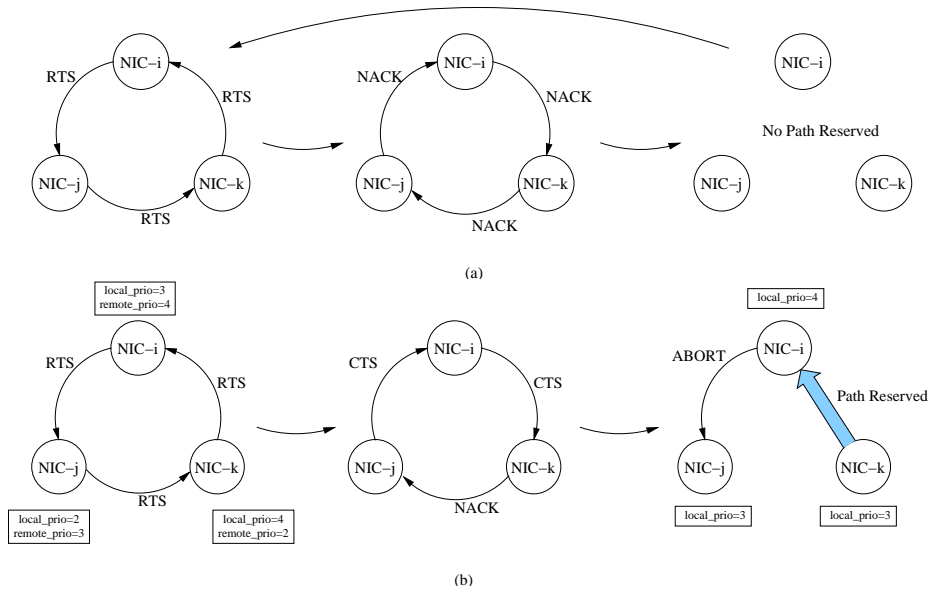 NIC−i
RTS
RTS
NIC−j
NIC−k
RTS
NIC−i
NACK
NACK
NIC−j
NIC−k
NACK
NIC−i
No Path Reserved
NIC−j
NIC−k
(a)
local_prio=3
remote_prio=4
NIC−i
RTS
RTS
NIC−j
NIC−k
RTS
local_prio=2
remote_prio=3
local_prio=4
remote_prio=2
NIC−i
CTS
CTS
NIC−j
NIC−k
NACK
local_prio=4
NIC−i
ABORT
Path Reserved
NIC−j
NIC−k
local_prio=3
local_prio=3
(b)